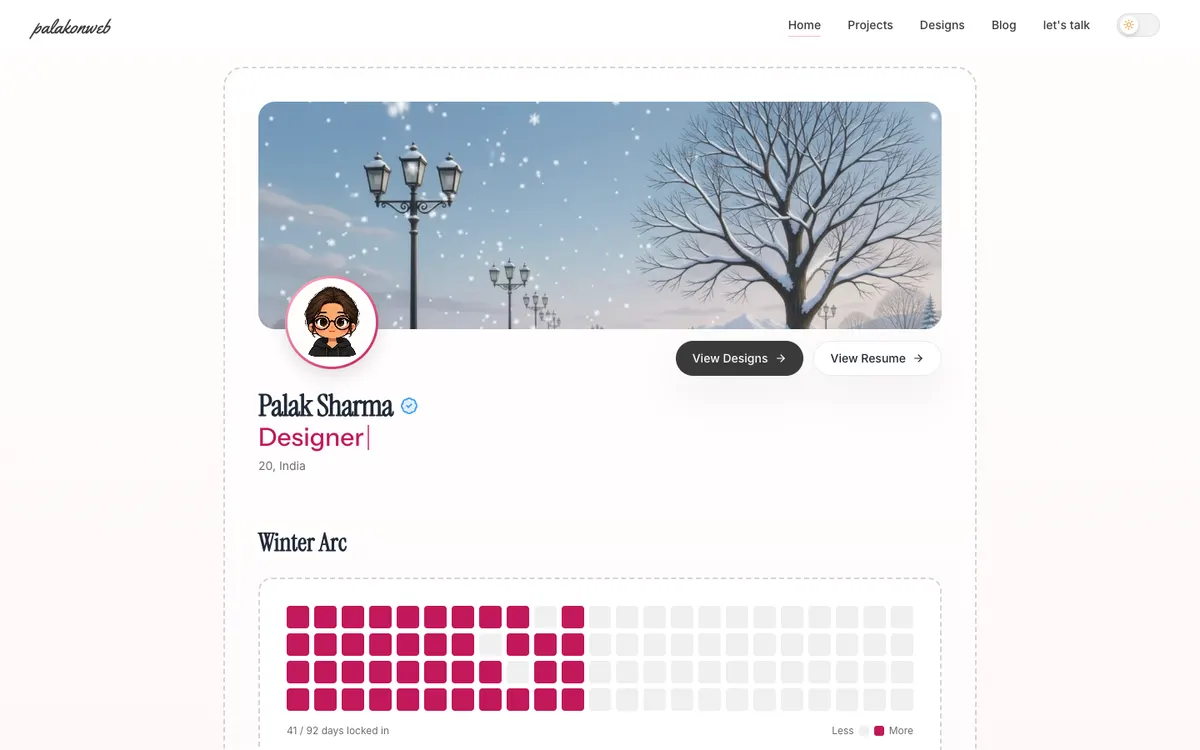 palakonweb
Home Projects Designs Blog let's talk
View Designs → View Resume →
Palak Sharma
Designer|
20, India
Winter Arc
41 / 92 days locked in
Less More